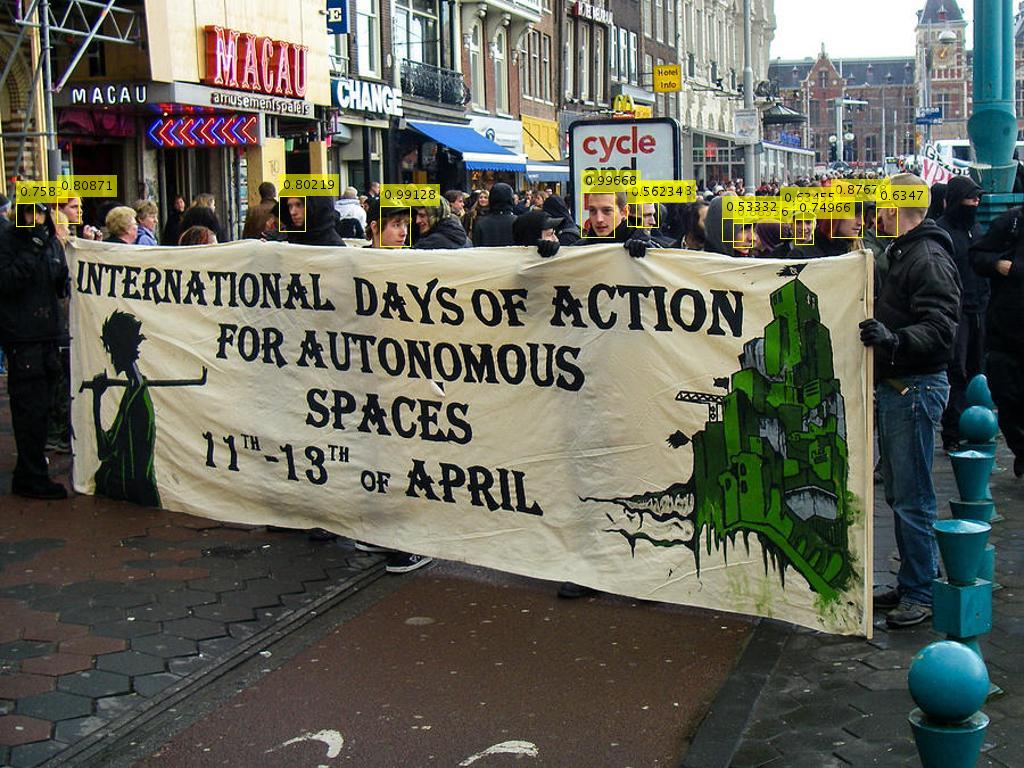 MACAU
MACAU
amusementspaleis
CHANGE
E
Hotel
Info
cycle
and
INTERNATIONAL DAYS OF ACTION
FOR AUTONOMOUS
SPACES
11TH -13TH OF APRIL
0.758
0.80871
0.80219
0.99128
0.99668
0.562343
0.53332
0.74966
0.8767
0.6347